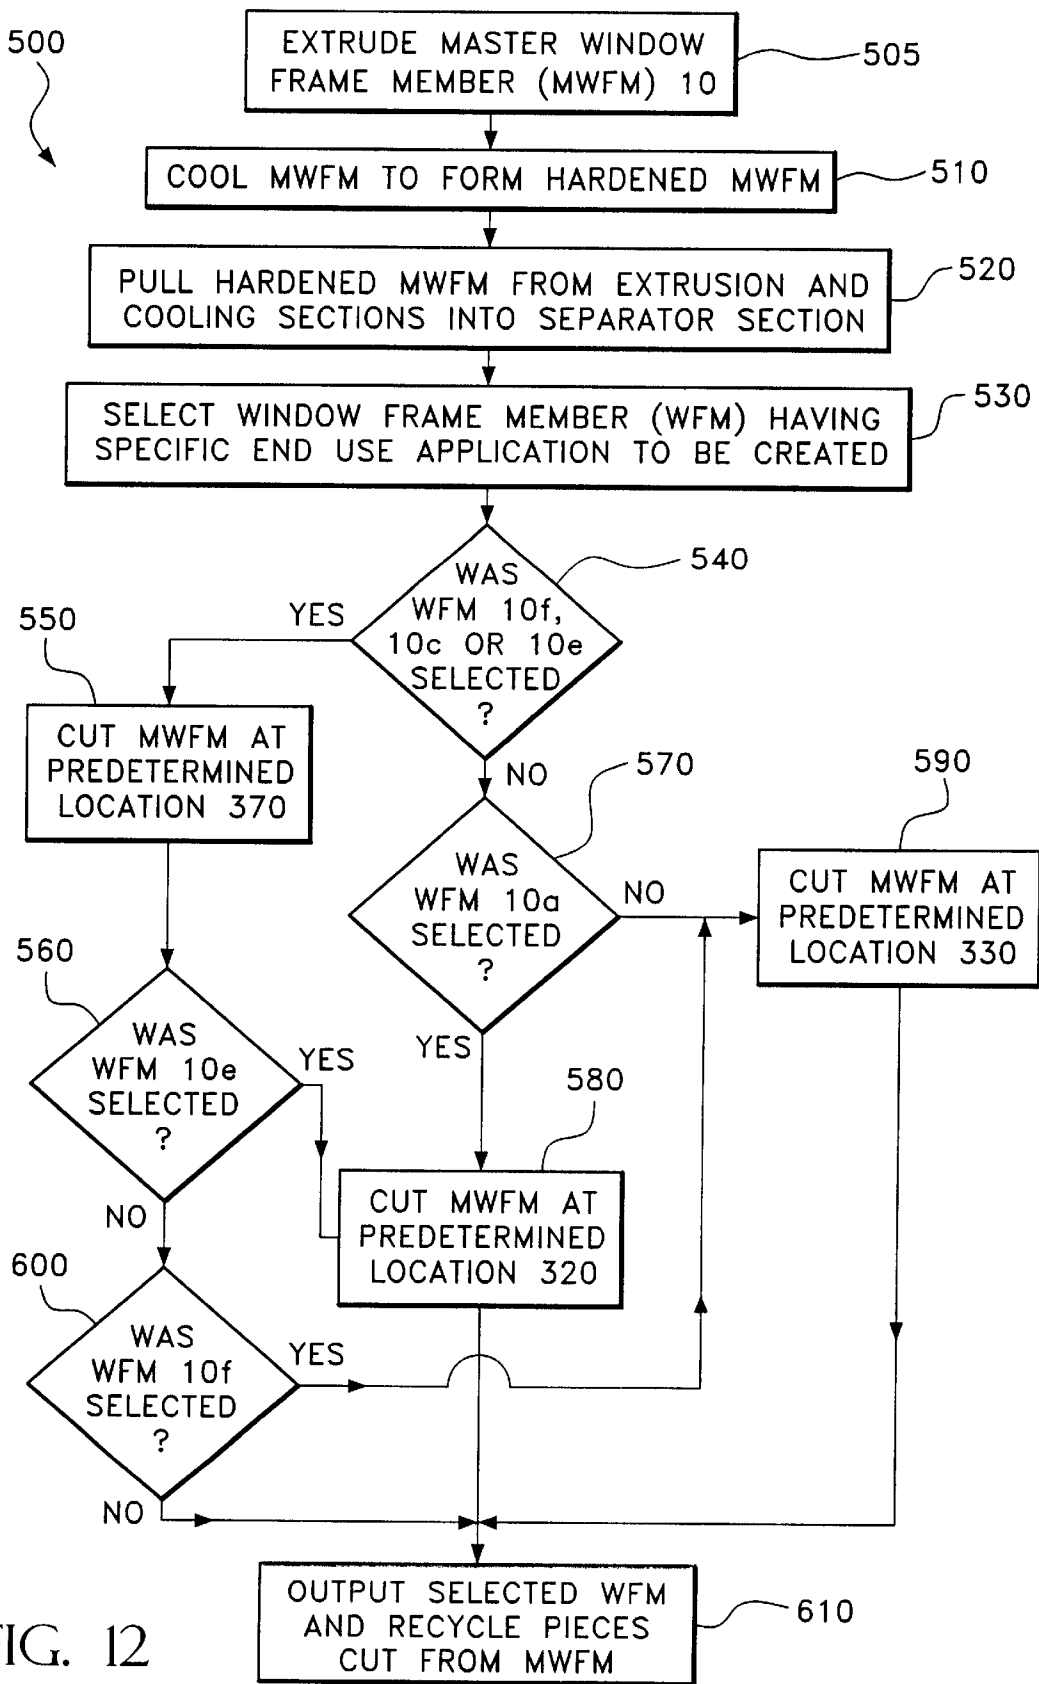 500
EXTRUDE MASTER WINDOW
FRAME MEMBER (MWFM) 10
505
COOL MWFM TO FORM HARDENED MWFM
510
PULL HARDENED MWFM FROM EXTRUSION AND
COOLING SECTIONS INTO SEPARATOR SECTION
520
SELECT WINDOW FRAME MEMBER (WFM) HAVING
SPECIFIC END USE APPLICATION TO BE CREATED
530
WAS
WFM 10f,
10c OR 10e
SELECTED
?
540
YES
NO
550
CUT MWFM AT
PREDETERMINED
LOCATION 370
WAS
WFM 10a
SELECTED
?
570
NO
YES
590
CUT MWFM AT
PREDETERMINED
LOCATION 330
560
WAS
WFM 10e
SELECTED
?
YES
NO
580
CUT MWFM AT
PREDETERMINED
LOCATION 320
600
WAS
WFM 10f
SELECTED
?
YES
NO
OUTPUT SELECTED WFM
AND RECYCLE PIECES
CUT FROM MWFM
610
FIG. 12